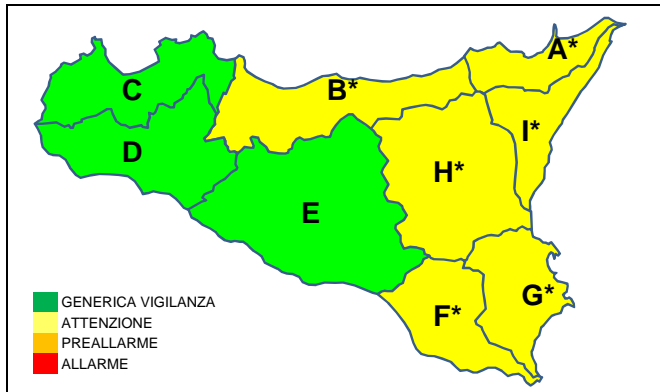 A*
C
B*
I*
D
H*
E
G*
F*
GENERICA VIGILANZA
ATTENZIONE
PREALLARME
ALLARME